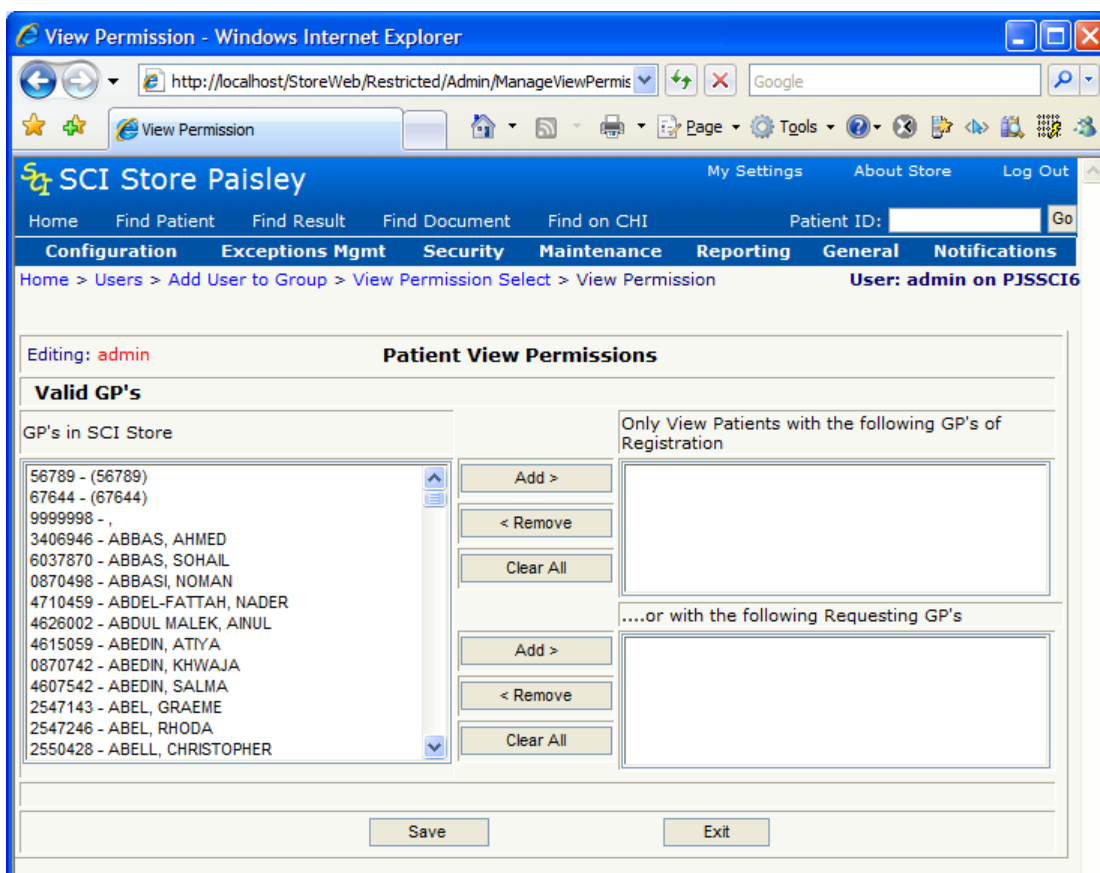 View Permission - Windows Internet Explorer
http://localhost/StoreWeb/Restricted/Admin/ManageViewPermis
Google
View Permission
Page
Tools
SCI Store Paisley
My Settings About Store Log Out
Home Find Patient Find Result Find Document Find on CHI Patient ID: Go
Configuration Exceptions Mgmt Security Maintenance Reporting General Notifications
Home > Users > Add User to Group > View Permission Select > View Permission User: admin on PJSSCI6
Editing: admin Patient View Permissions
Valid GP's
GP's in SCI Store
Only View Patients with the following GP's of
Registration
56789 - (56789)
67644 - (67644)
9999998 - ,
3406946 - ABBAS, AHMED
6037870 - ABBAS, SOHAIL
0870498 - ABBASI, NOMAN
4710459 - ABDEL-FATTAH, NADER
4626002 - ABDUL MALEK, AINUL
4615059 - ABEDIN, ATIYA
0870742 - ABEDIN, KHWAJA
4607542 - ABEDIN, SALMA
2547143 - ABEL, GRAEME
2547246 - ABEL, RHODA
2550428 - ABELL, CHRISTOPHER
Add >
< Remove
Clear All
....or with the following Requesting GP's
Add >
< Remove
Clear All
Save Exit